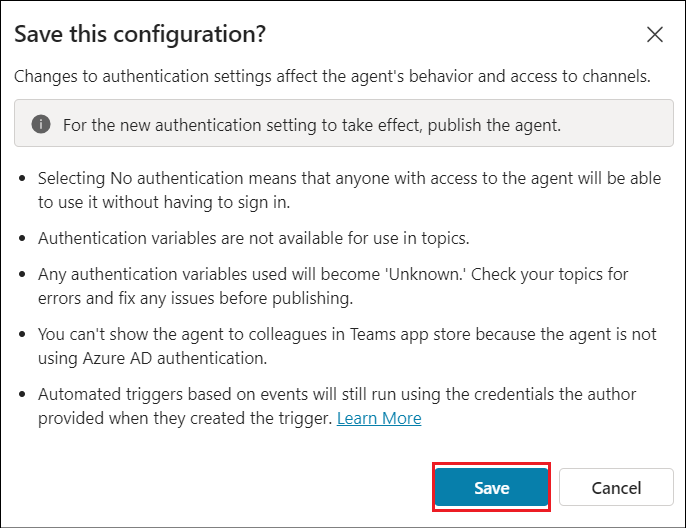 Save this configuration?
Changes to authentication settings affect the agent's behavior and access to channels.
For the new authentication setting to take effect, publish the agent.
• Selecting No authentication means that anyone with access to the agent will be able
to use it without having to sign in.
• Authentication variables are not available for use in topics.
• Any authentication variables used will become 'Unknown.' Check your topics for
errors and fix any issues before publishing.
• You can't show the agent to colleagues in Teams app store because the agent is not
using Azure AD authentication.
• Automated triggers based on events will still run using the credentials the author
provided when they created the trigger. Learn More
Save Cancel